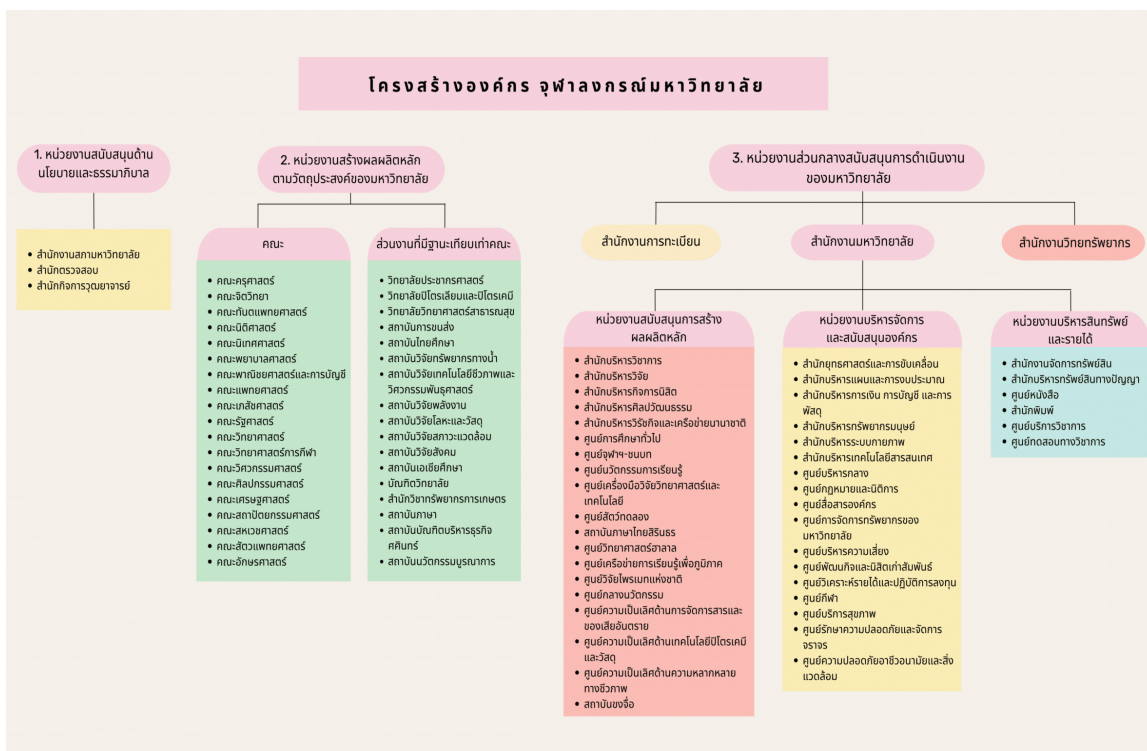 โครงสร้างองค์กร จุฬาลงกรณ์มหาวิทยาลัย
1. หน่วยงานสนับสนุนด้าน
นโยบายและธรรมาภิบาล
• สำนักงานสภามหาวิทยาลัย
• สำนักตรวจสอบ
• สำนักกิจการวุฒยาจารย์
2. หน่วยงานสร้างผลผลิตหลัก
ตามวัตถุประสงค์ของมหาวิทยาลัย
คณะ
• คณะครุศาสตร์
• คณะจิตวิทยา
• คณะทันตแพทยศาสตร์
• คณะนิติศาสตร์
• คณะนิเทศศาสตร์
• คณะพยาบาลศาสตร์
• คณะพาณิชยศาสตร์และการบัญชี
• คณะแพทยศาสตร์
• คณะเภสัชศาสตร์
• คณะรัฐศาสตร์
• คณะวิทยาศาสตร์
• คณะวิทยาศาสตร์การกีฬา
• คณะวิศวกรรมศาสตร์
• คณะศิลปกรรมศาสตร์
• คณะเศรษฐศาสตร์
• คณะสถาปัตยกรรมศาสตร์
• คณะสหเวชศาสตร์
• คณะสัตวแพทยศาสตร์
• คณะอักษรศาสตร์
ส่วนงานที่มีฐานะเทียบเท่าคณะ
• วิทยาลัยประชากรศาสตร์
• วิทยาลัยปิโตรเลียมและปิโตรเคมี
• วิทยาลัยวิทยาศาสตร์สาธารณสุข
• สถาบันการขนส่ง
• สถาบันไทยศึกษา
• สถาบันวิจัยทรัพยากรทางน้ำ
• สถาบันวิจัยเทคโนโลยีชีวภาพและ
วิศวกรรมพันธุศาสตร์
• สถาบันวิจัยพลังงาน
• สถาบันวิจัยโลหะและวัสดุ
• สถาบันวิจัยสภาวะแวดล้อม
• สถาบันวิจัยสังคม
• สถาบันเอเชียศึกษา
• บัณฑิตวิทยาลัย
• สำนักวิชาทรัพยากรการเกษตร
• สถาบันภาษา
• สถาบันบัณฑิตบริหารธุรกิจ
ศศินทร์
• สถาบันนวัตกรรมบูรณาการ
3. หน่วยงานส่วนกลางสนับสนุนการดำเนินงาน
ของมหาวิทยาลัย
สำนักงานการทะเบียน
สำนักงานมหาวิทยาลัย
สำนักงานวิทยทรัพยากร
หน่วยงานสนับสนุนการสร้าง
ผลผลิตหลัก
• สำนักบริหารวิชาการ
• สำนักบริหารวิจัย
• สำนักบริหารกิจการนิสิต
• สำนักบริหารศิลปวัฒนธรรม
• สำนักบริหารวิรัชกิจและเครือข่ายนานาชาติ
• ศูนย์การศึกษาทั่วไป
• ศูนย์จุฬาฯ-ชนบท
• ศูนย์นวัตกรรมการเรียนรู้
• ศูนย์เครื่องมือวิจัยวิทยาศาสตร์และ
เทคโนโลยี
• ศูนย์สัตว์ทดลอง
• สถาบันภาษาไทยสิรินธร
• ศูนย์วิทยาศาสตร์ฮาลาล
• ศูนย์เครือข่ายการเรียนรู้เพื่อภูมิภาค
• ศูนย์วิจัยไพรเมทแห่งชาติ
• ศูนย์กลางนวัตกรรม
• ศูนย์ความเป็นเลิศด้านการจัดการสารและ
ของเสียอันตราย
• ศูนย์ความเป็นเลิศด้านเทคโนโลยีปิโตรเคมี
และวัสดุ
• ศูนย์ความเป็นเลิศด้านความหลากหลาย
ทางชีวภาพ
• สถาบันขงจื่อ
หน่วยงานบริหารจัดการ
และสนับสนุนองค์กร
• สำนักยุทธศาสตร์และการขับเคลื่อน
• สำนักบริหารแผนและการงบประมาณ
• สำนักบริหารการเงิน การบัญชี และการ
พัสดุ
• สำนักบริหารทรัพยากรมนุษย์
• สำนักบริหารระบบกายภาพ
• สำนักบริหารเทคโนโลยีสารสนเทศ
• ศูนย์บริหารกลาง
• ศูนย์กฎหมายและนิติการ
• ศูนย์สื่อสารองค์กร
• ศูนย์การจัดการทรัพยากรของ
มหาวิทยาลัย
• ศูนย์บริหารความเสี่ยง
• ศูนย์พัฒนกิจและนิสิตเก่าสัมพันธ์
• ศูนย์วิเคราะห์รายได้และปฏิบัติการลงทุน
• ศูนย์กีฬา
• ศูนย์บริการสุขภาพ
• ศูนย์รักษาความปลอดภัยและจัดการ
จราจร
• ศูนย์ความปลอดภัยอาชีวอนามัยและสิ่ง
แวดล้อม
หน่วยงานบริหารสินทรัพย์
และรายได้
• สำนักงานจัดการทรัพย์สิน
• สำนักบริหารทรัพย์สินทางปัญญา
• ศูนย์หนังสือ
• สำนักพิมพ์
• ศูนย์บริการวิชาการ
• ศูนย์ทดสอบทางวิชาการ